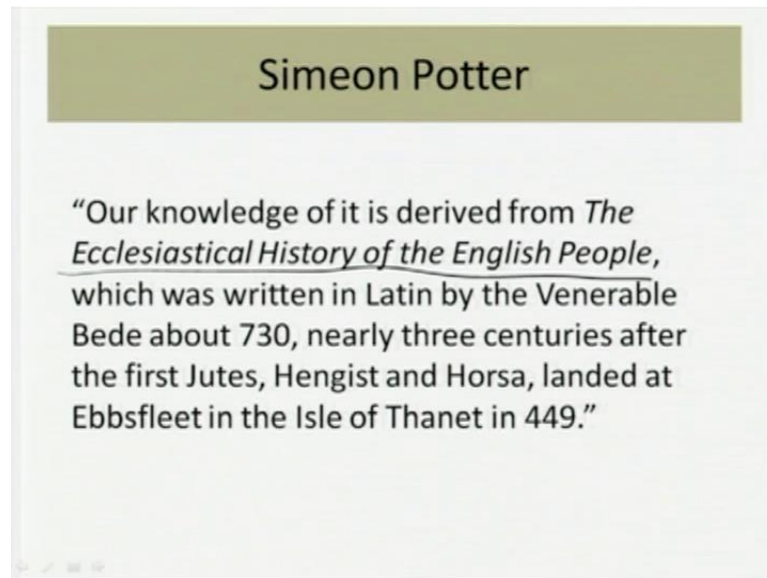 Simeon Potter
“Our knowledge of it is derived from The
Ecclesiastical History of the English People,
which was written in Latin by the Venerable
Bede about 730, nearly three centuries after
the first Jutes, Hengist and Horsa, landed at
Ebbsfleet in the Isle of Thanet in 449.”